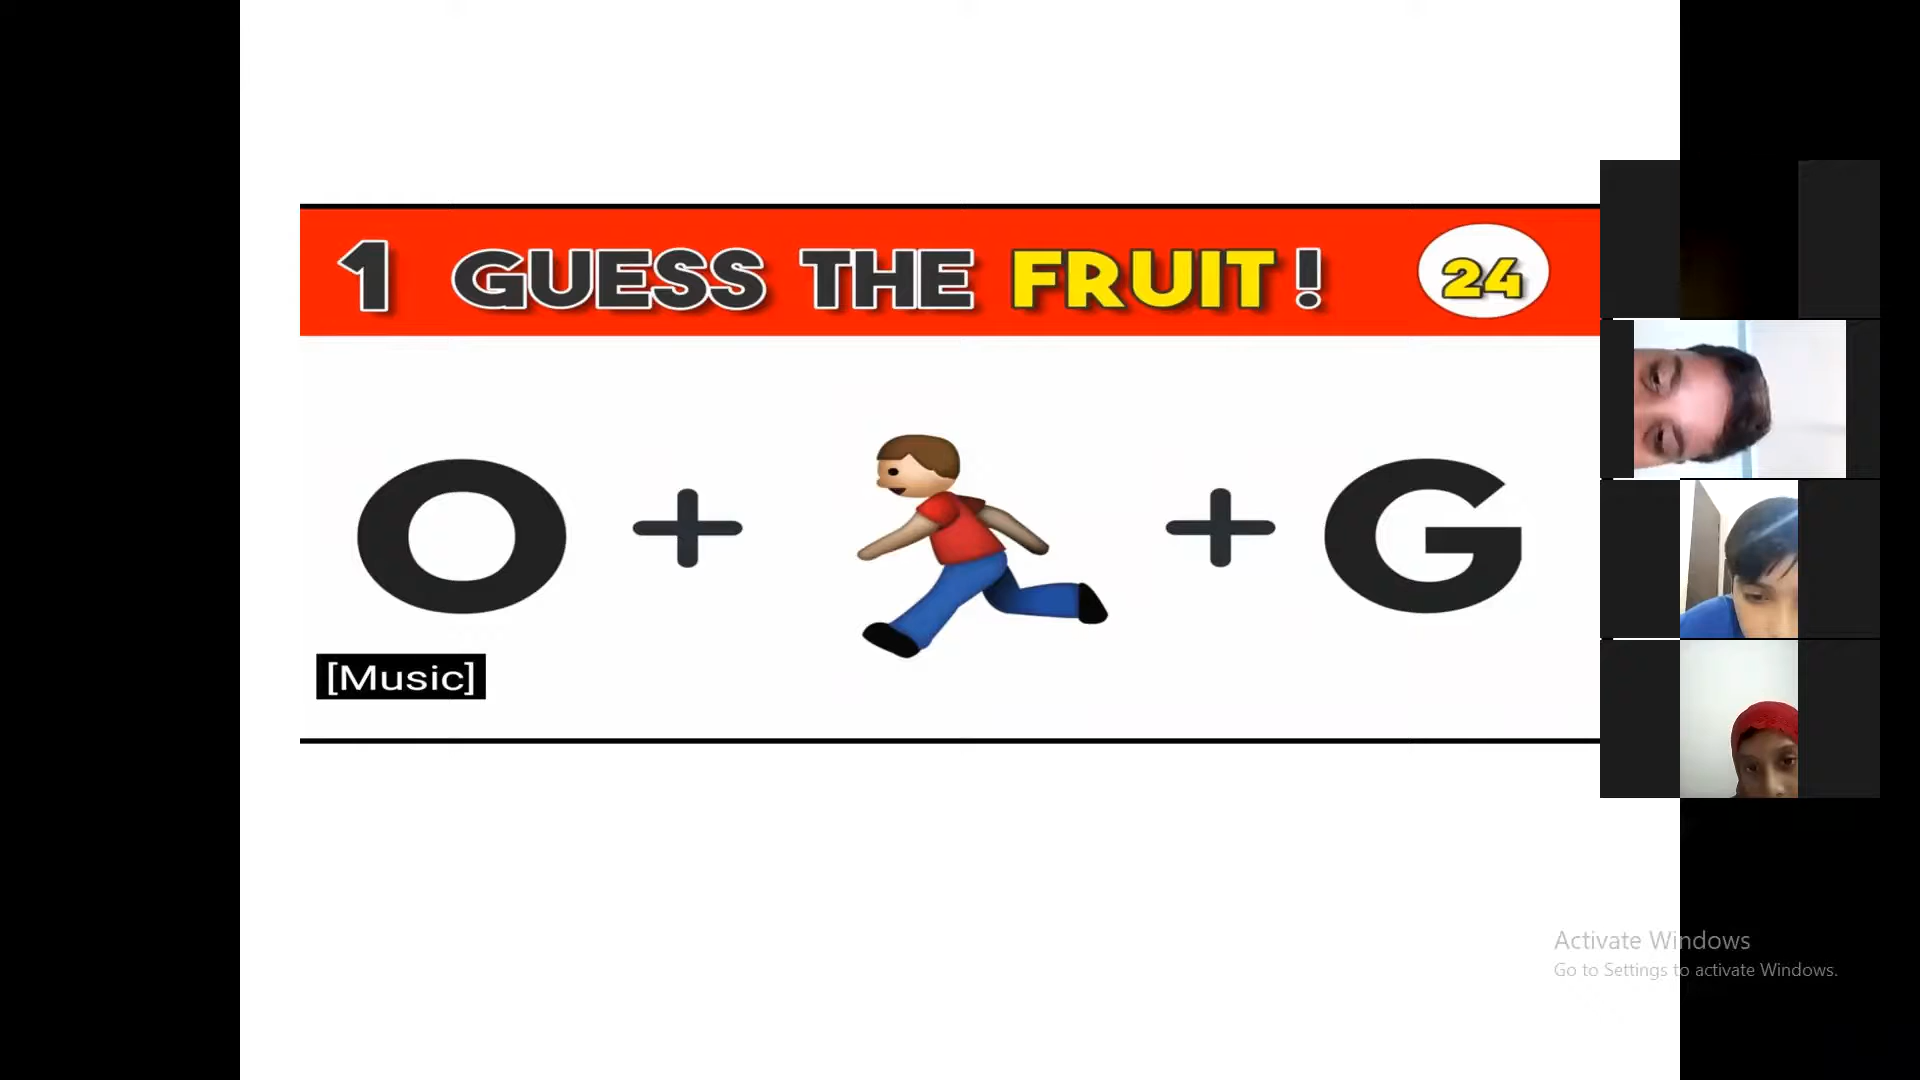 1 GUESS THE FRUIT! 24
O + + G
[Music]
Activate Windows
Go to Settings to activate Windows.